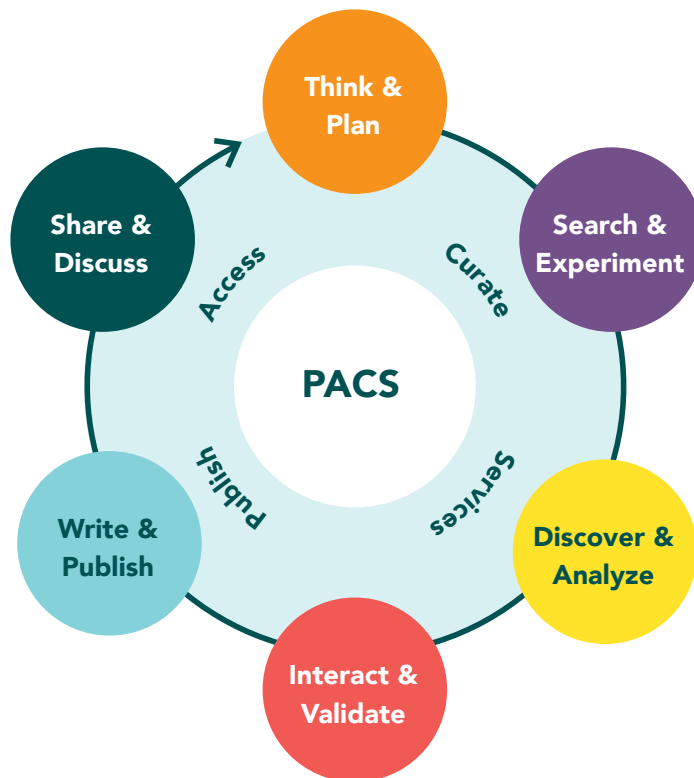 Think &
Plan
Search &
Experiment
Discover &
Analyze
Interact &
Validate
Write &
Publish
Share &
Discuss
Access
Curate
Services
Publish
PACS